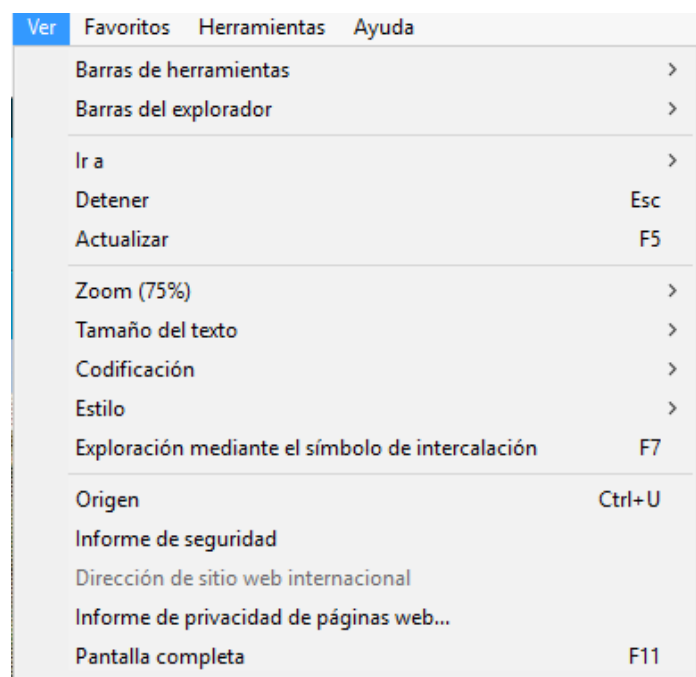 Ver Favoritos Herramientas Ayuda
Barras de herramientas
Barras del explorador
Ir a
Detener Esc
Actualizar F5
Zoom (75%)
Tamaño del texto
Codificación
Estilo
Exploración mediante el símbolo de intercalación F7
Origen Ctrl+U
Informe de seguridad
Dirección de sitio web internacional
Informe de privacidad de páginas web...
Pantalla completa F11